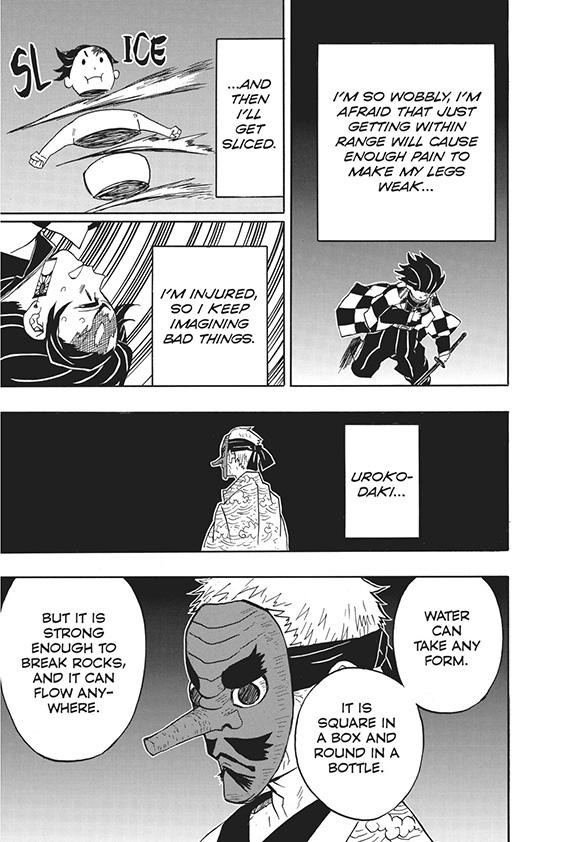 I'M SO WOBBLY, I'M
AFRAID THAT JUST
GETTING WITHIN
RANGE WILL CAUSE
ENOUGH PAIN TO
MAKE MY LEGS
WEAK...
...AND
THEN
I'LL
GET
SLICED.
SLICE
I'M INJURED,
SO I KEEP
IMAGINING
BAD THINGS.
UROKO-
DAKI...
WATER
CAN
TAKE ANY
FORM.
IT IS
SQUARE IN
A BOX AND
ROUND IN A
BOTTLE.
BUT IT IS
STRONG
ENOUGH TO
BREAK ROCKS,
AND IT CAN
FLOW ANY-
WHERE.